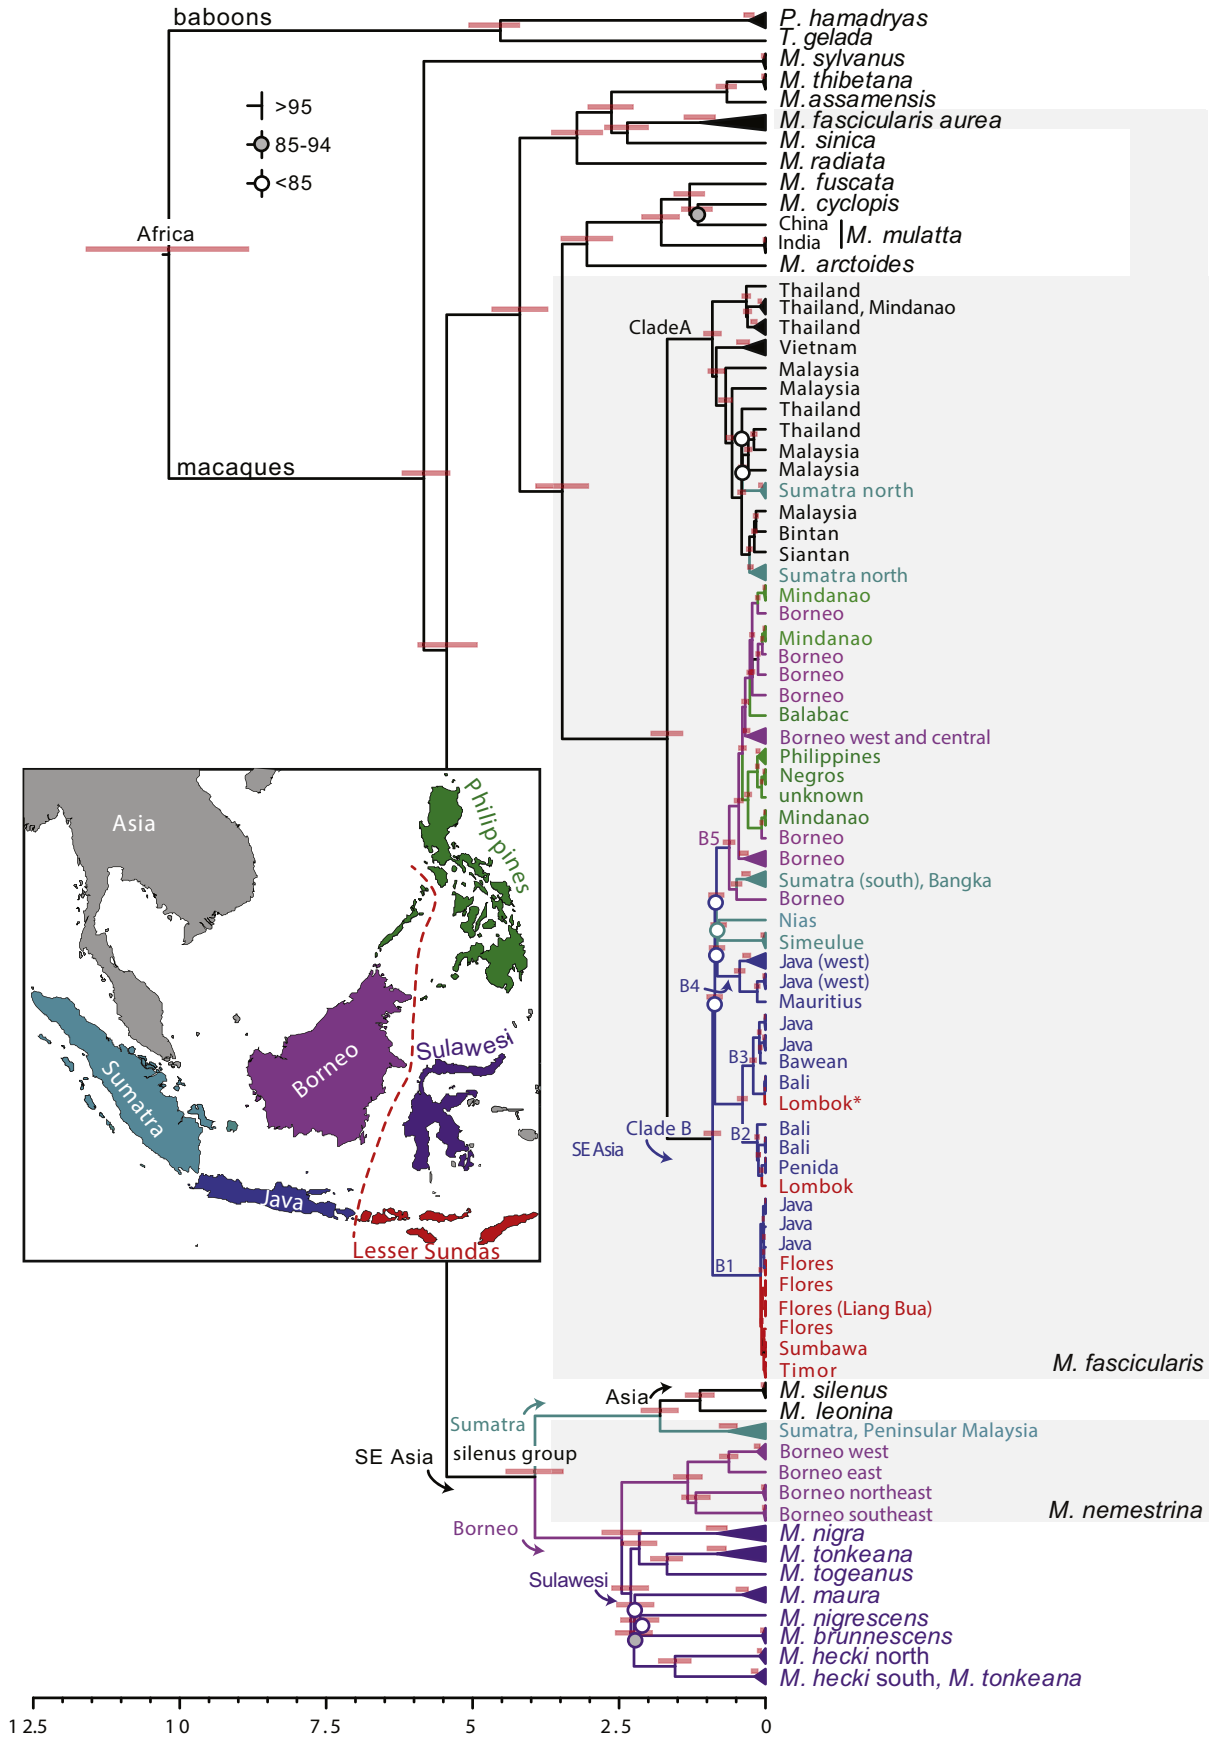 baboons
P. hamadryas
T. gelada
M. sylvanus
M. thibetana
M.assamensis
M. fascicularis aurea
M. sinica
M. radiata
M. fuscata
M. cyclopis
China
India
M. mulatta
M. arctoides
>95
85-94
<85
Africa
macaques
CladeA
Thailand
Thailand, Mindanao
Thailand
Vietnam
Malaysia
Malaysia
Thailand
Thailand
Malaysia
Malaysia
Sumatra north
Malaysia
Bintan
Siantan
Sumatra north
Mindanao
Borneo
Mindanao
Borneo
Borneo
Borneo
Balabac
Borneo west and central
Philippines
Negros
unknown
Mindanao
Borneo
B5
Borneo
Sumatra (south), Bangka
Borneo
Nias
Simeulue
Java (west)
B4
Java (west)
Mauritius
Java
Java
B3
Bawean
Bali
Lombok*
Clade B
SE Asia
B2
Bali
Bali
Penida
Lombok
Java
Java
Java
B1
Flores
Flores
Flores (Liang Bua)
Flores
Sumbawa
Timor
M. fascicularis
Asia
Philippines
Sumatra
Borneo
Sulawesi
Java
Lesser Sundas
Asia
M. silenus
M. leonina
Sumatra
silenus group
SE Asia
Sumatra, Peninsular Malaysia
Borneo west
Borneo east
Borneo northeast
Borneo southeast
M. nemestrina
Borneo
Sulawesi
M. nigra
M. tonkeana
M. togeanus
M. maura
M. nigrescens
M. brunnescens
M. hecki north
M. hecki south, M. tonkeana
12.5 10 7.5 5 2.5 0